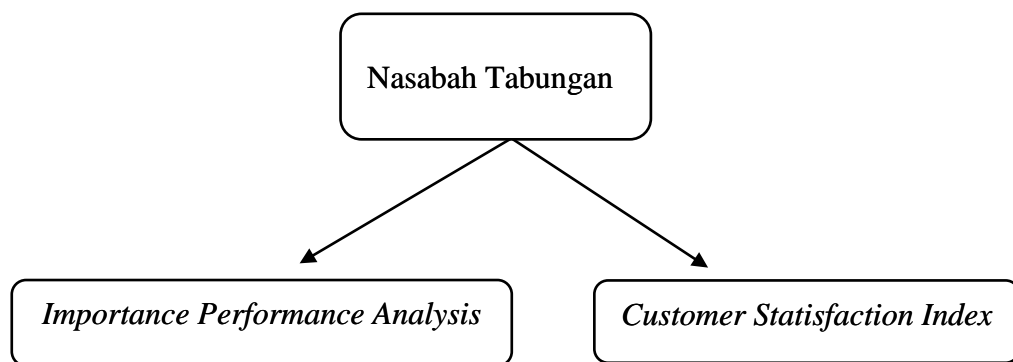 Nasabah Tabungan
Importance Performance Analysis
Customer Statisfaction Index